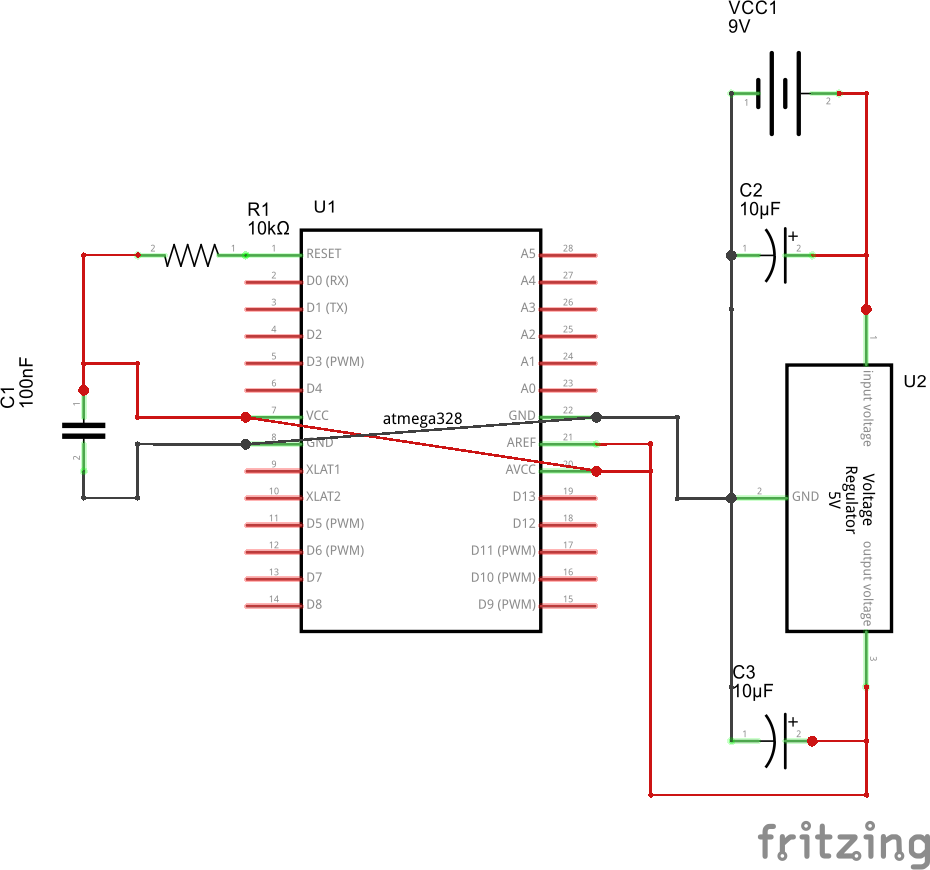 VCC1
9V
1
2
C2
10µF
+
1
2
R1
10kΩ
U1
2
1
1
RESET
A5
28
2
D0 (RX)
A4
27
3
D1 (TX)
A3
26
4
D2
A2
25
5
D3 (PWM)
A1
24
6
D4
A0
23
7
VCC
atmega328
GND
22
8
GND
AREF
21
9
XLAT1
AVCC
20
10
XLAT2
D13
19
11
D5 (PWM)
D12
18
12
D6 (PWM)
D11 (PWM)
17
13
D7
D10 (PWM)
16
14
D8
D9 (PWM)
15
C1
100nF
1
2
1
input voltage
U2
2
GND
Voltage
Regulator
5V
output voltage
3
C3
10µF
+
1
2
fritzing